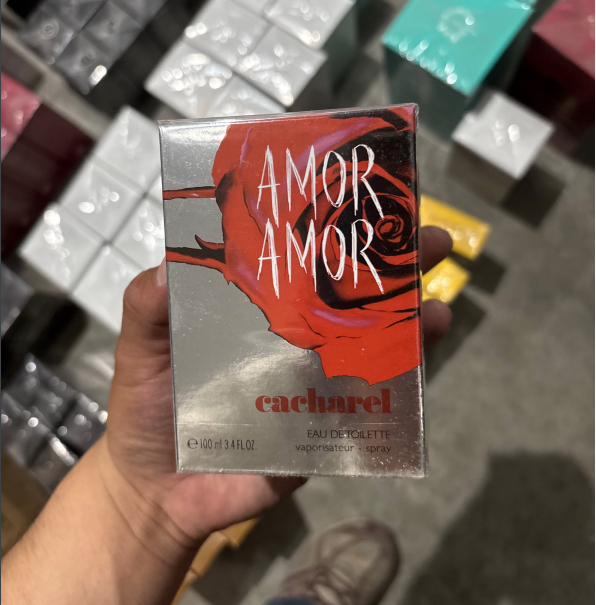 AMOR
AMOR
cacharel
EAU DE TOILETTE
℮ 100 ml 3.4 FL.OZ.
vaporisateur - spray